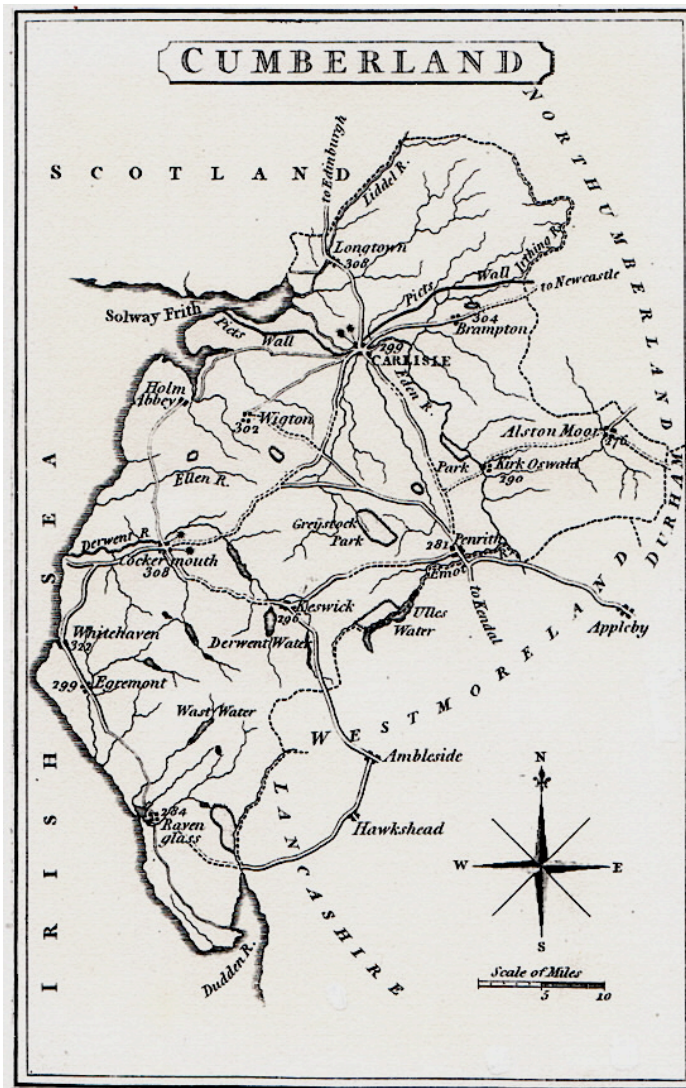 CUMBERLAND
NORTHUMBERLAND
SCOTLAND
to Edinburgh
Liddel R.
Longtown
308
Irthing R.
Picts Wall
to Newcastle
Solway Frith
Picts Wall
304
Brampton
299
CARLISLE
Eden R.
Holm
Abbey
Wigton
302
Alston Moor
276
Park
Kirk Oswald
290
Ellen R.
DURHAM
Greystock
Park
Derwent R.
281
Penrith
Cockermouth
308
Emot
to Kendal
Keswick
296
Ulles
Water
Appleby
Whitehaven
322
Derwent Water
299
Egremont
WESTMORELAND
Wast Water
IRISH SEA
Ambleside
N
284
Raven
glass
Hawkshead
LANCASHIRE
W
E
S
Dudden R.
Scale of Miles
5
10